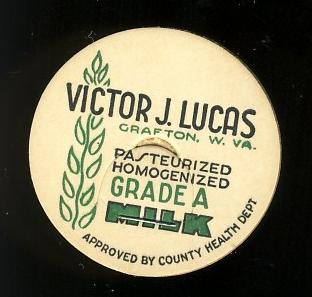 VICTOR J. LUCAS
GRAFTON, W. VA.
PASTEURIZED
HOMOGENIZED
GRADE A
MILK
APPROVED BY COUNTY HEALTH DEPT